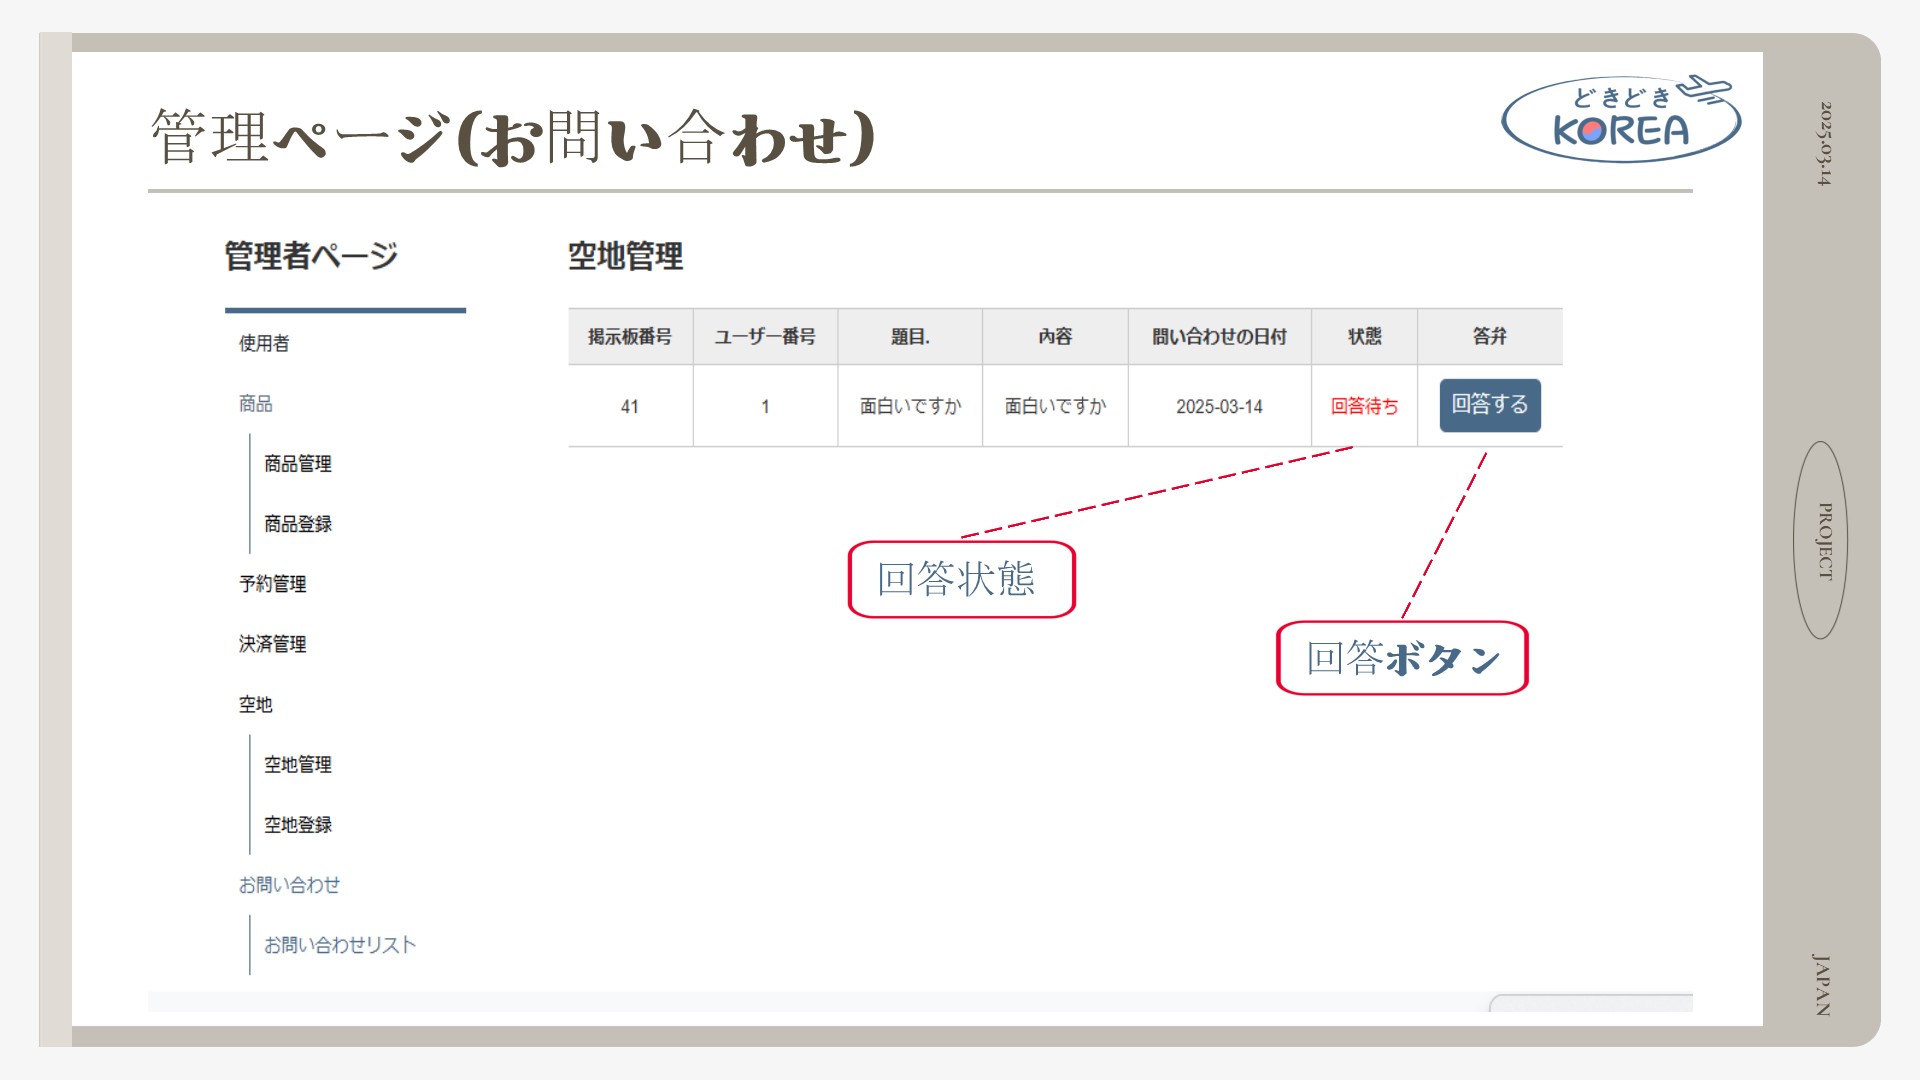 管理ページ(お問い合わせ)
どきどき
KOREA
2025.03.14
PROJECT
JAPAN
管理者ページ
使用者
商品
商品管理
商品登録
予約管理
決済管理
空地
空地管理
空地登録
お問い合わせ
お問い合わせリスト
空地管理
掲示板番号 ユーザー番号 題目. 内容 問い合わせの日付 状態 答弁
41 1 面白いですか 面白いですか 2025-03-14 回答待ち 回答する
回答状態
回答ボタン